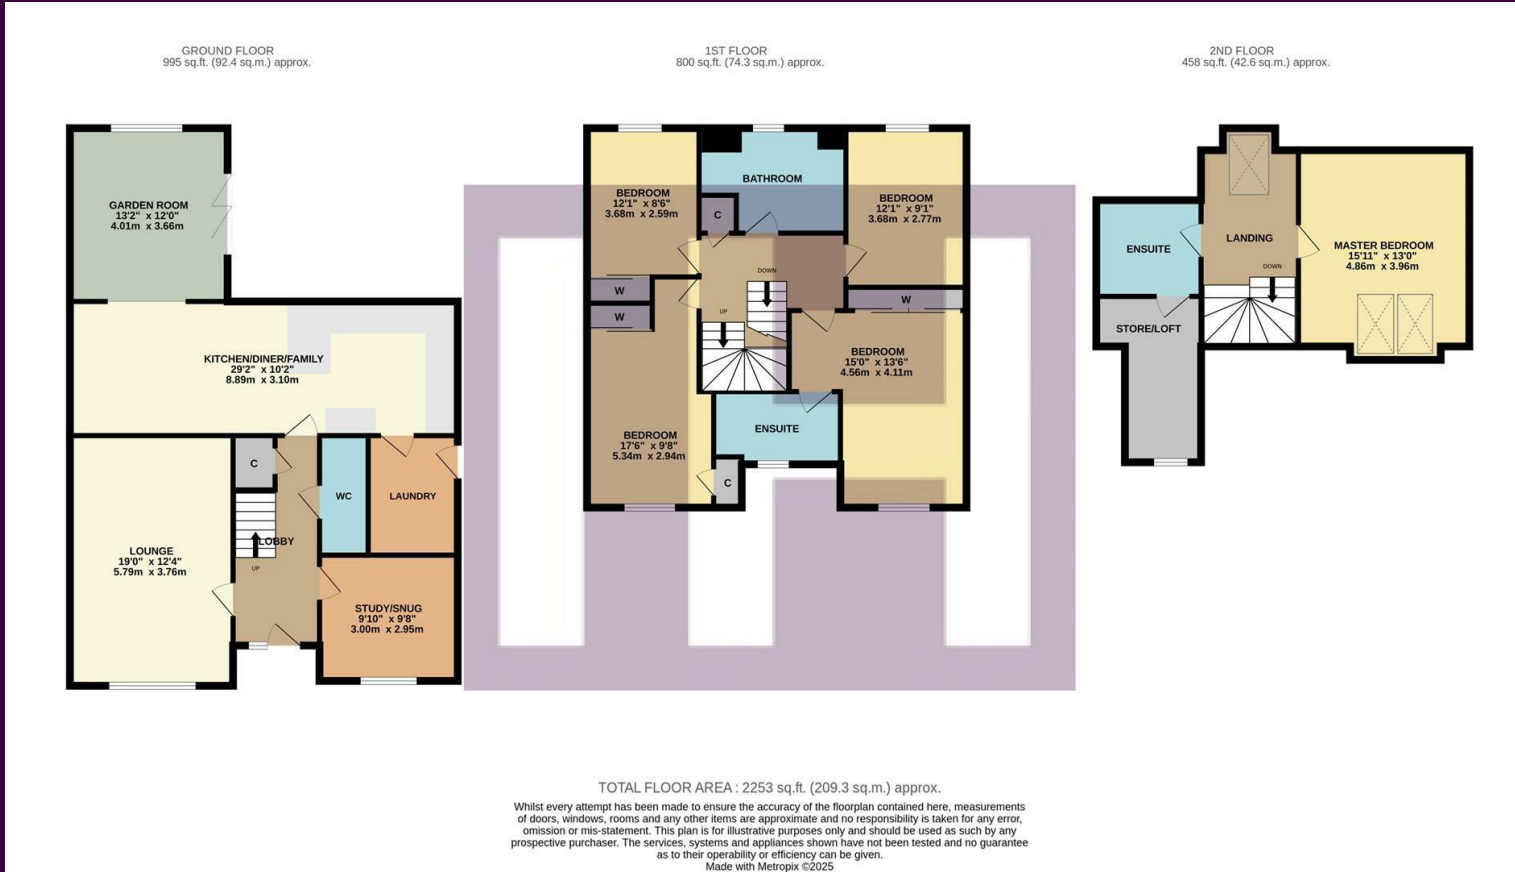 GROUND FLOOR
995 sq.ft. (92.4 sq.m.) approx.
GARDEN ROOM
13'2" x 12'0"
4.01m x 3.66m
KITCHEN/DINER/FAMILY
29'2" x 10'2"
8.89m x 3.10m
C
WC
LAUNDRY
LOBBY
UP
LOUNGE
19'0" x 12'4"
5.79m x 3.76m
STUDY/SNUG
9'10" x 9'8"
3.00m x 2.95m
1ST FLOOR
800 sq.ft. (74.3 sq.m.) approx.
BEDROOM
12'1" x 8'6"
3.68m x 2.59m
BATHROOM
C
BEDROOM
12'1" x 9'1"
3.68m x 2.77m
DOWN
W
W
W
UP
BEDROOM
15'0" x 13'6"
4.56m x 4.11m
ENSUITE
BEDROOM
17'6" x 9'8"
5.34m x 2.94m
C
2ND FLOOR
458 sq.ft. (42.6 sq.m.) approx.
ENSUITE
LANDING
DOWN
MASTER BEDROOM
15'11" x 13'0"
4.86m x 3.96m
STORE/LOFT
TOTAL FLOOR AREA : 2253 sq.ft. (209.3 sq.m.) approx.
Whilst every attempt has been made to ensure the accuracy of the floorplan contained here, measurements
of doors, windows, rooms and any other items are approximate and no responsibility is taken for any error,
omission or mis-statement. This plan is for illustrative purposes only and should be used as such by any
prospective purchaser. The services, systems and appliances shown have not been tested and no guarantee
as to their operability or efficiency can be given.
Made with Metropix ©2025